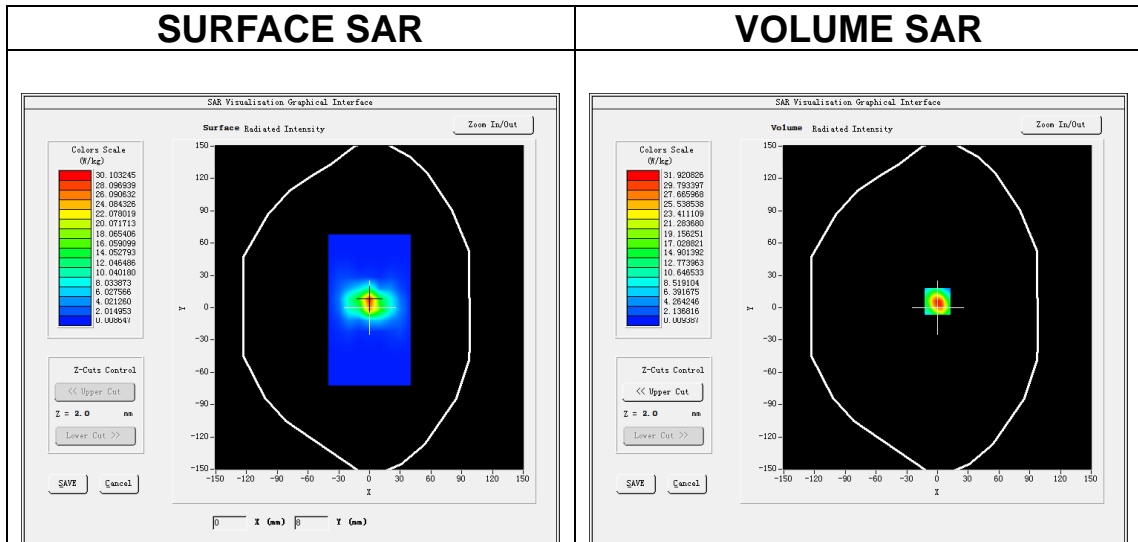 SURFACE SAR
VOLUME SAR
SAR Visualisation Graphical Interface
Surface Radiated Intensity
Zoom In/Out
Colors Scale
(W/kg)
30.103245
28.096939
26.090632
24.084326
22.078019
20.071713
18.065406
16.059099
14.052793
12.046486
10.040180
8.033873
6.027566
4.021260
2.014953
0.008647
Z-Cuts Control
<< Upper Cut
Z = 2.0 mm
Lower Cut >>
SAVE
Cancel
150
90
60
30
0
-30
-60
-90
-120
-150
Y
-150
-120
-90
-60
-30
0
30
60
90
120
150
X
0 X (mm) 8 Y (mm)
SAR Visualisation Graphical Interface
Volume Radiated Intensity
Zoom In/Out
Colors Scale
(W/kg)
31.920826
29.793397
27.665968
25.538538
23.411109
21.283680
19.156251
17.028821
14.901392
12.773963
10.646533
8.519104
6.391675
4.264246
2.136816
0.009387
Z-Cuts Control
<< Upper Cut
Z = 2.0 mm
Lower Cut >>
SAVE
Cancel
150
90
60
30
0
-30
-60
-90
-120
-150
Y
-150
-120
-90
-60
-30
0
30
60
90
120
150
X